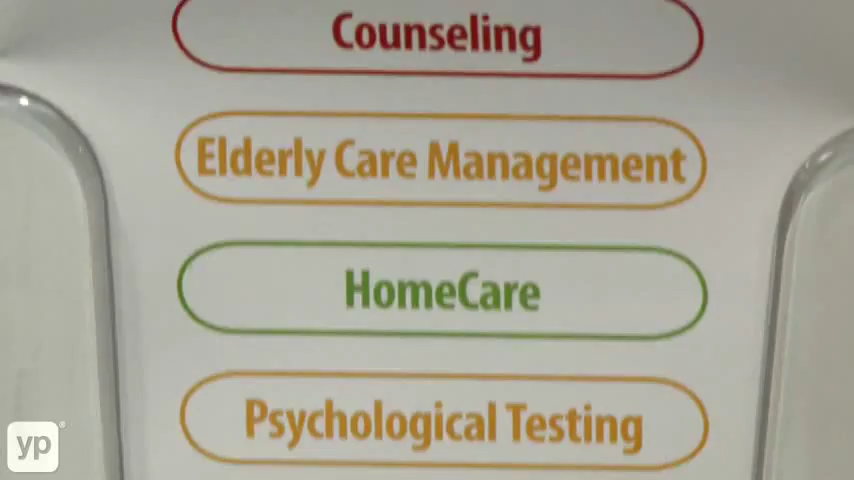 Counseling
Elderly Care Management
HomeCare
Psychological Testing
yp®